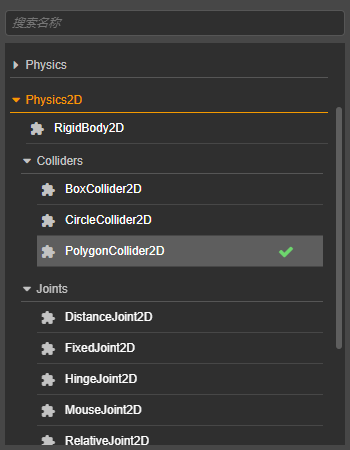 搜索名称
Physics
Physics2D
RigidBody2D
Colliders
BoxCollider2D
CircleCollider2D
PolygonCollider2D
Joints
DistanceJoint2D
FixedJoint2D
HingeJoint2D
MouseJoint2D
RelativeJoint2D